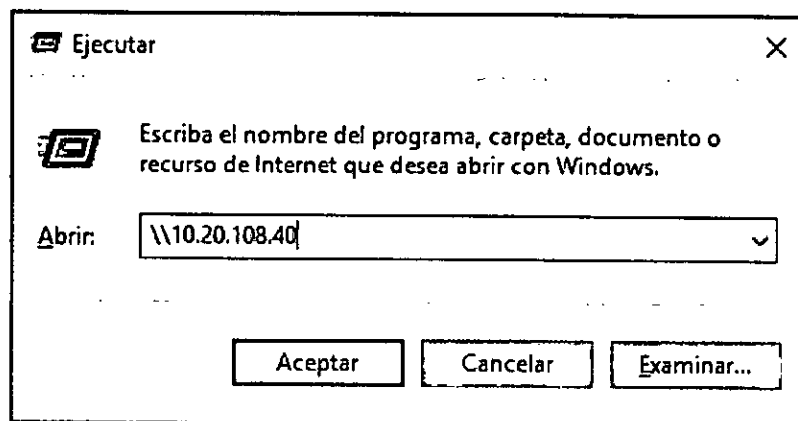 Ejecutar
Escriba el nombre del programa, carpeta, documento o
recurso de Internet que desea abrir con Windows.
Abrir: \\10.20.108.40
Aceptar Cancelar Examinar...